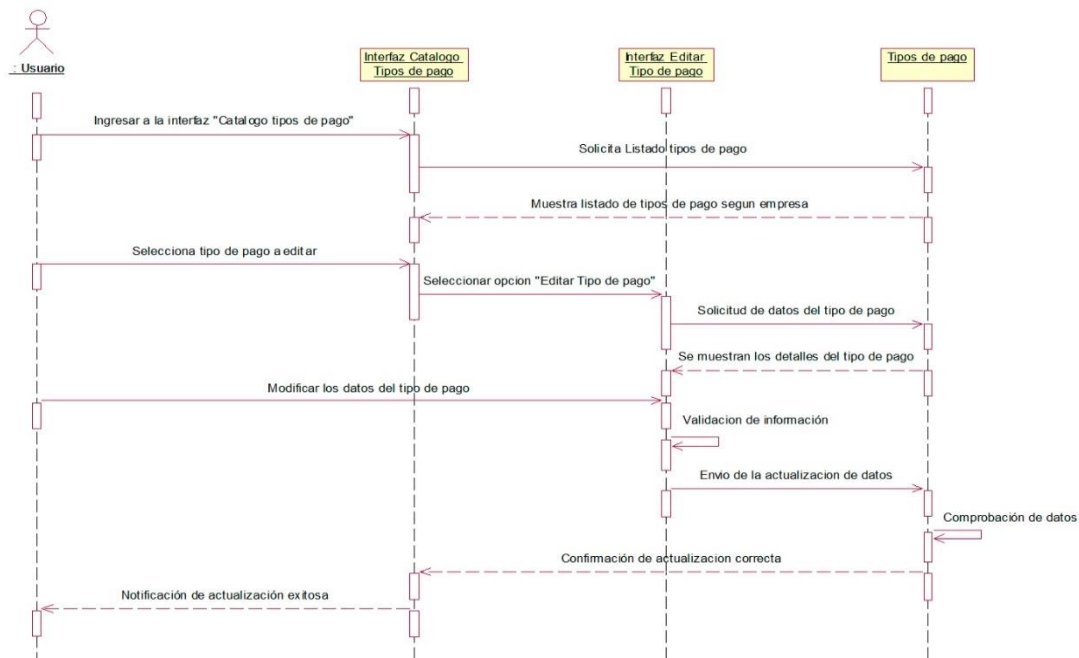 : Usuario
Interfaz Catalogo
Tipos de pago
Interfaz Editar
Tipo de pago
Tipos de pago
Ingresar a la interfaz "Catalogo tipos de pago"
Solicita Listado tipos de pago
Muestra listado de tipos de pago segun empresa
Selecciona tipo de pago a editar
Seleccionar opcion "Editar Tipo de pago"
Solicitud de datos del tipo de pago
Se muestran los detalles del tipo de pago
Modificar los datos del tipo de pago
Validacion de información
Envio de la actualizacion de datos
Comprobación de datos
Confirmación de actualizacion correcta
Notificación de actualización exitosa